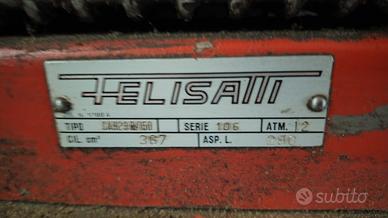 FELISATTI
TIPO SERIE 106 ATM. 12
CIL. cm³ 367 ASP. L.
subito